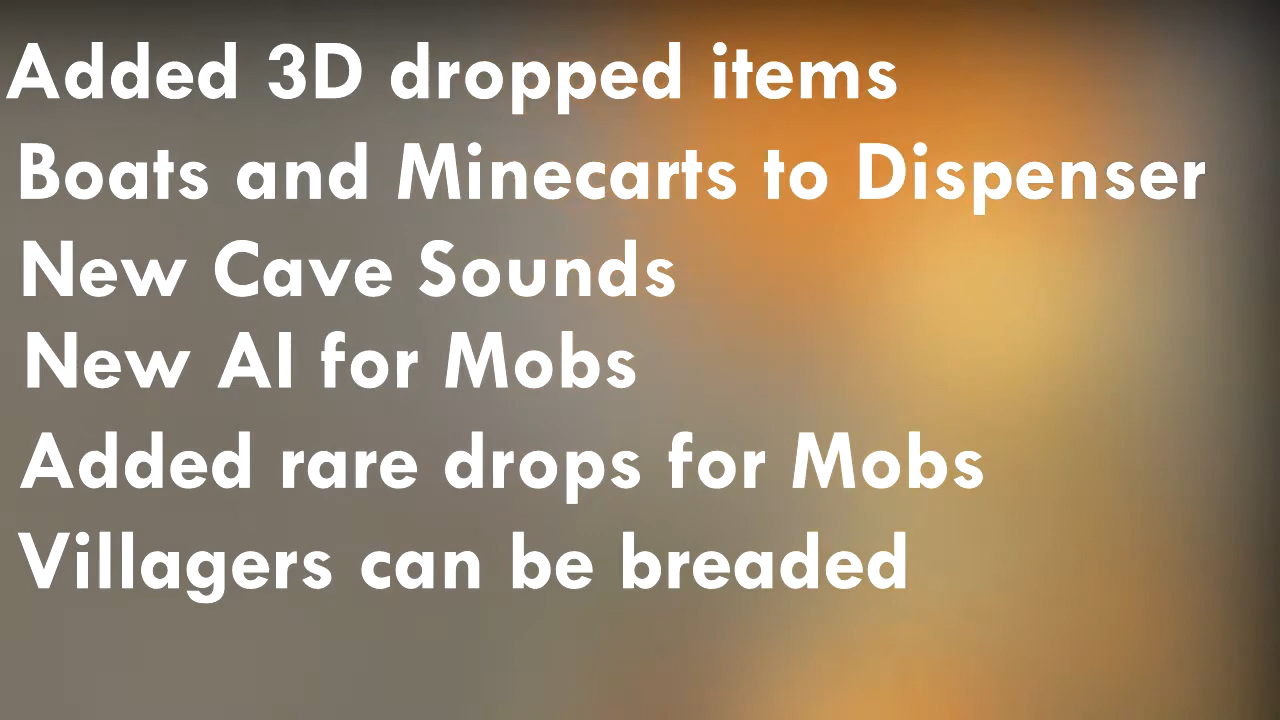 Added 3D dropped items
Boats and Minecarts to Dispenser
New Cave Sounds
New AI for Mobs
Added rare drops for Mobs
Villagers can be breaded